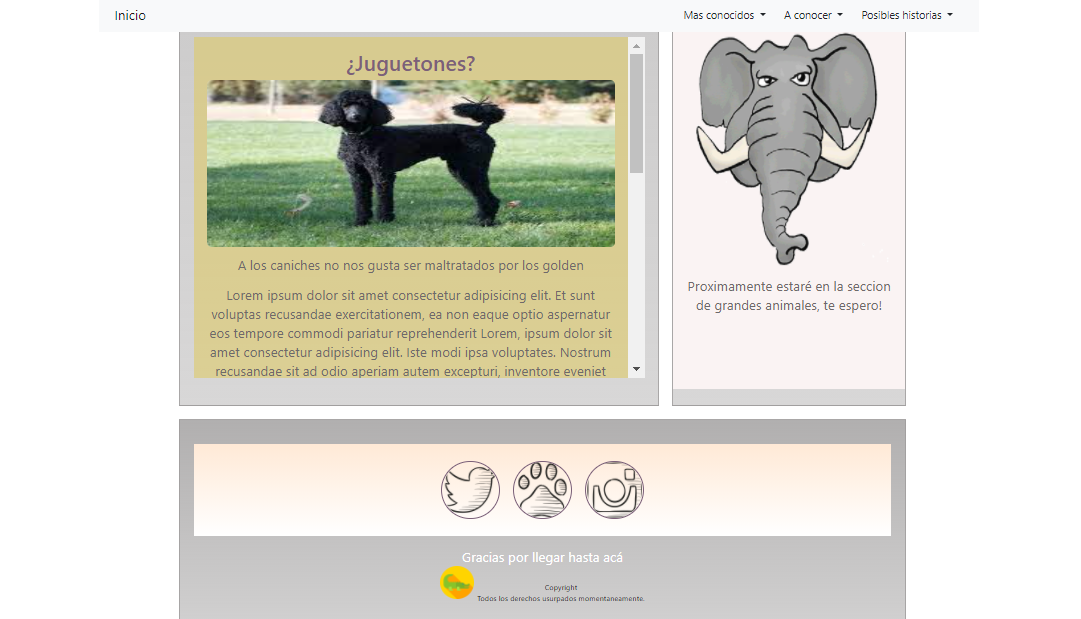 Inicio
Mas conocidos
A conocer
Posibles historias
¿Juguetones?
A los caniches no nos gusta ser maltratados por los golden
Lorem ipsum dolor sit amet consectetur adipisicing elit. Et sunt
voluptas recusandae exercitationem, ea non eaque optio aspernatur
eos tempore commodi pariatur reprehenderit Lorem, ipsum dolor sit
amet consectetur adipisicing elit. Iste modi ipsa voluptates. Nostrum
recusandae sit ad odio aperiam autem excepturi, inventore eveniet
Proximamente estaré en la seccion
de grandes animales, te espero!
Gracias por llegar hasta acá
Copyright
Todos los derechos usurpados momentaneamente.